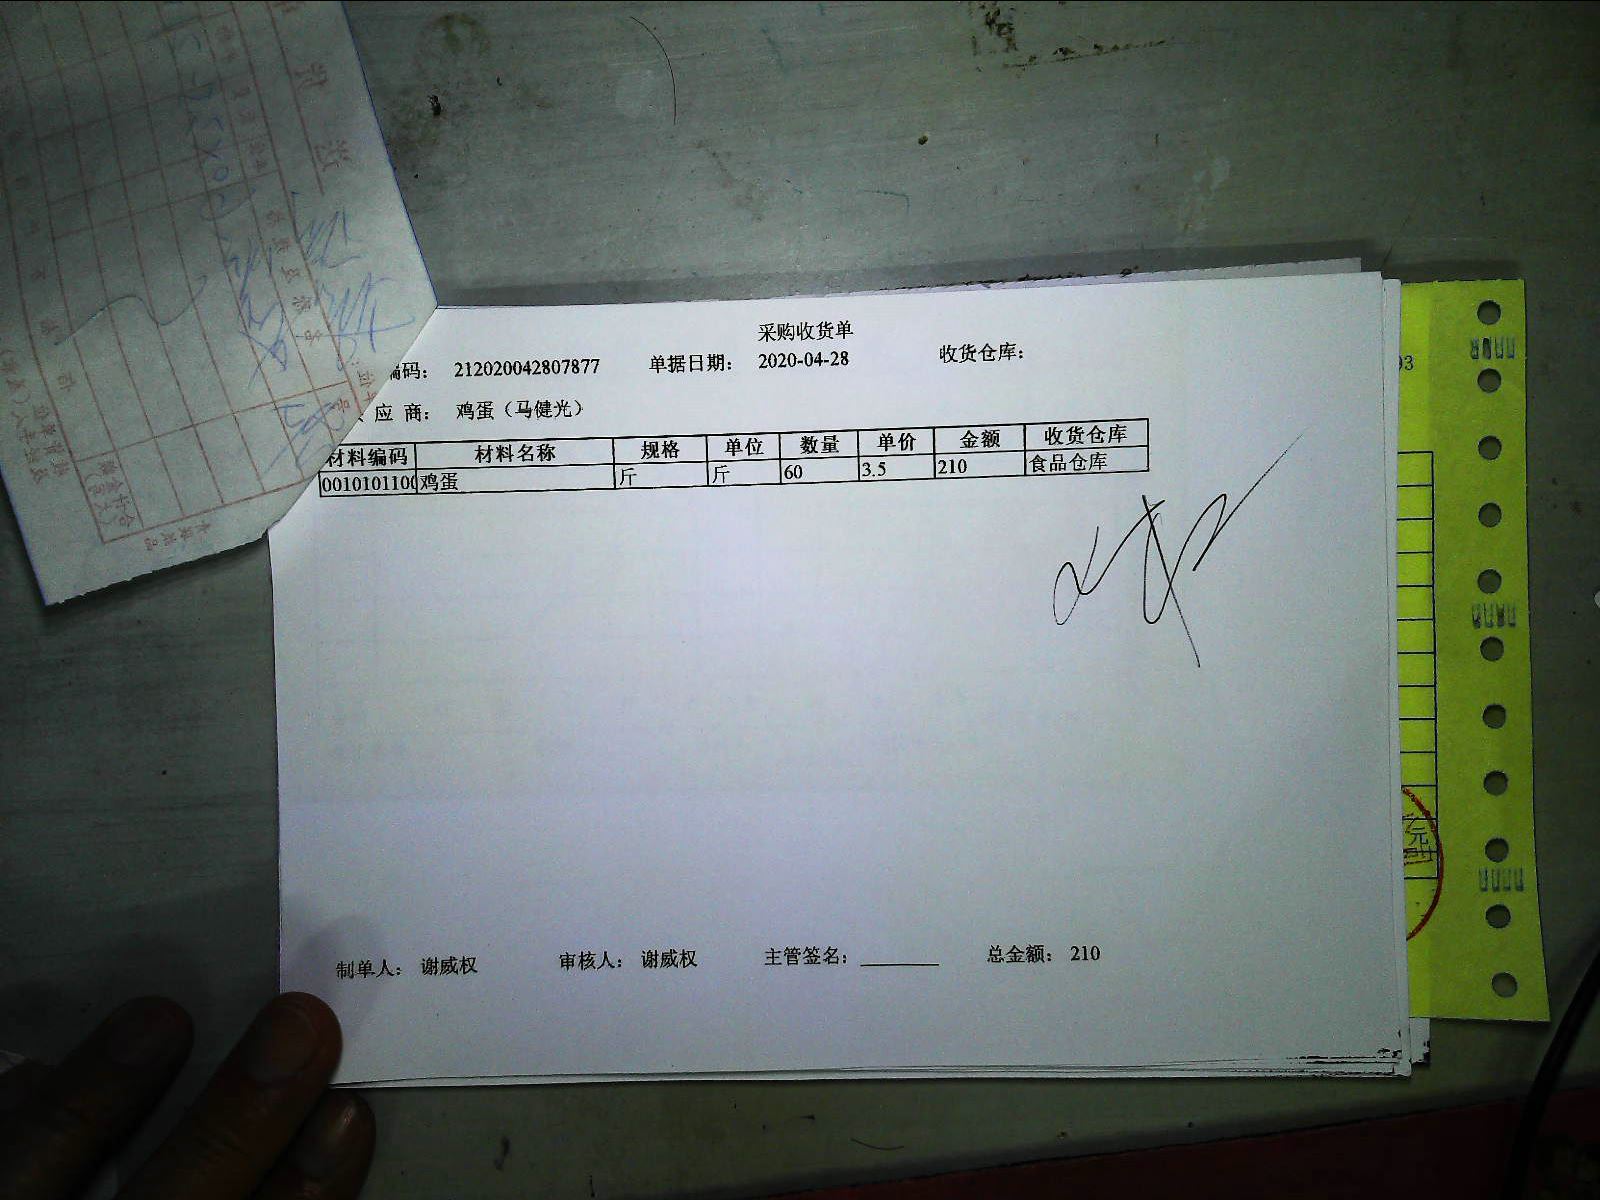 采购收货单
编码： 212020042807877 单据日期： 2020-04-28 收货仓库：
应 商： 鸡蛋（马健光）
材料编码 材料名称 规格 单位 数量 单价 金额 收货仓库
0010101100 鸡蛋 斤 斤 60 3.5 210 食品仓库
制单人： 谢威权 审核人： 谢威权 主管签名： 总金额： 210
93
元